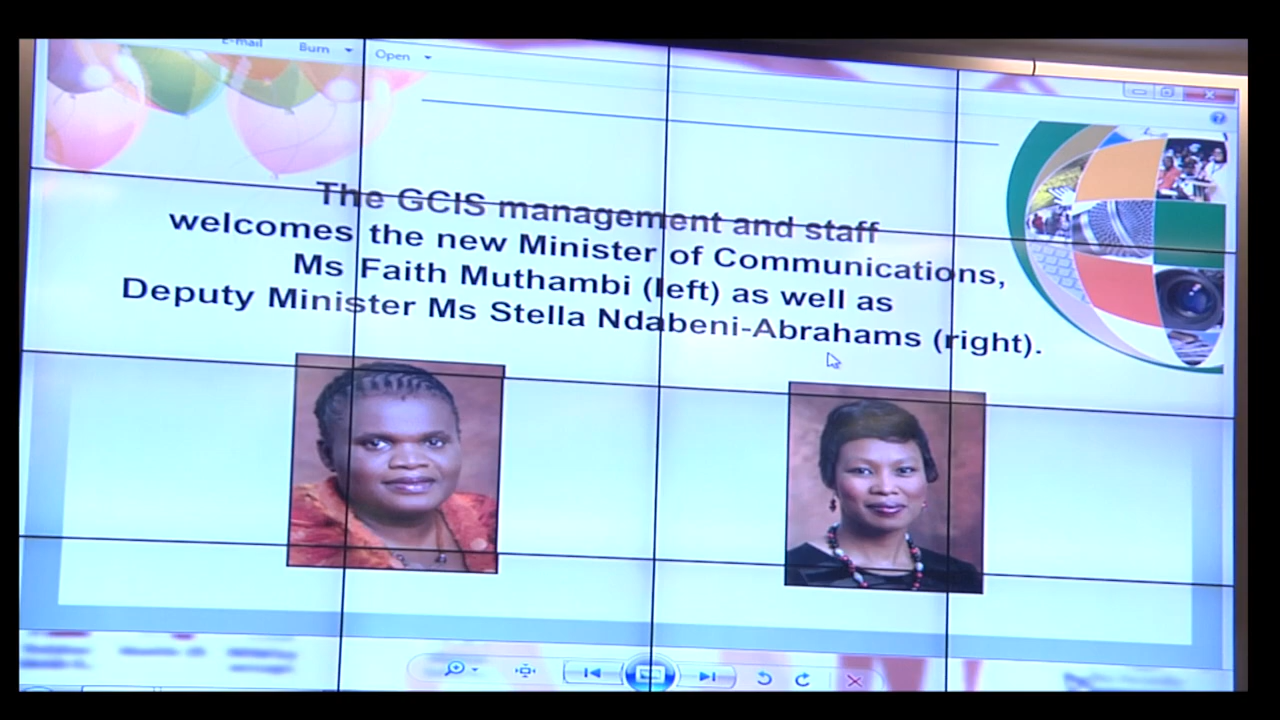 E-mail Burn Open
The GCIS management and staff
welcomes the new Minister of Communications,
Ms Faith Muthambi (left) as well as
Deputy Minister Ms Stella Ndabeni-Abrahams (right).